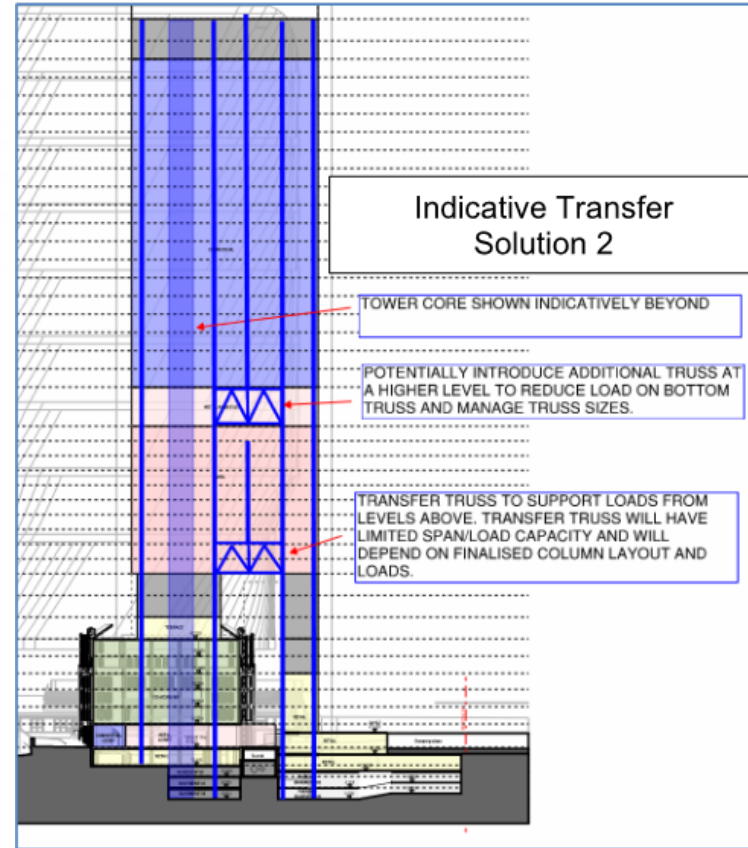 Indicative Transfer
Solution 2
TOWER CORE SHOWN INDICATIVELY BEYOND
POTENTIALLY INTRODUCE ADDITIONAL TRUSS AT
A HIGHER LEVEL TO REDUCE LOAD ON BOTTOM
TRUSS AND MANAGE TRUSS SIZES.
TRANSFER TRUSS TO SUPPORT LOADS FROM
LEVELS ABOVE. TRANSFER TRUSS WILL HAVE
LIMITED SPAN/LOAD CAPACITY AND WILL
DEPEND ON FINALISED COLUMN LAYOUT AND
LOADS.